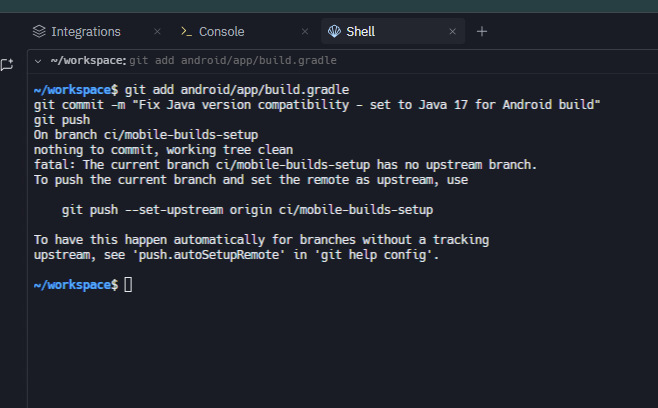 Integrations × Console × Shell × +
~/workspace: git add android/app/build.gradle
~/workspace$ git add android/app/build.gradle
git commit -m "Fix Java version compatibility - set to Java 17 for Android build"
git push
On branch ci/mobile-builds-setup
nothing to commit, working tree clean
fatal: The current branch ci/mobile-builds-setup has no upstream branch.
To push the current branch and set the remote as upstream, use
    git push --set-upstream origin ci/mobile-builds-setup
To have this happen automatically for branches without a tracking
upstream, see 'push.autoSetupRemote' in 'git help config'.
~/workspace$